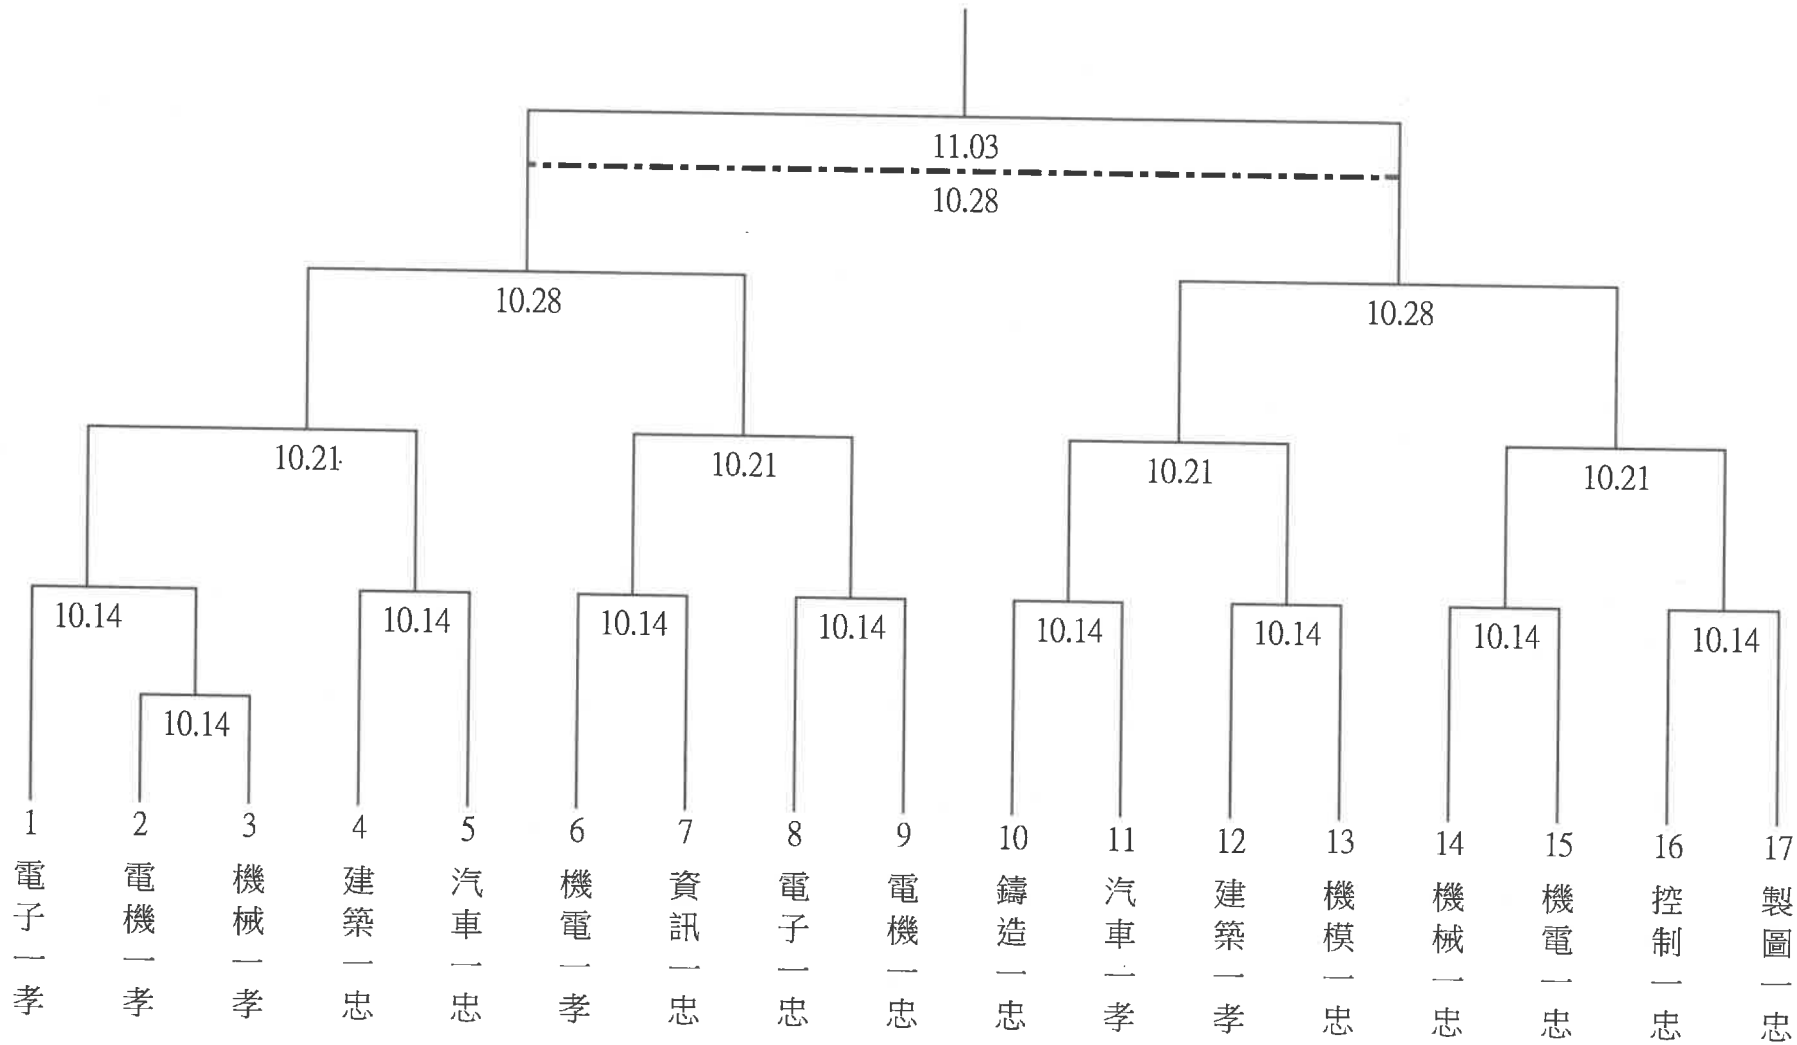 11.03
10.28
10.28
10.28
10.21
10.21
10.21
10.21
10.14
10.14
10.14
10.14
10.14
10.14
10.14
10.14
10.14
1
2
3
4
5
6
7
8
9
10
11
12
13
14
15
16
17
電子一孝
電機一孝
機械一孝
建築一忠
汽車一忠
機電一孝
資訊一忠
電子一忠
電機一忠
鑄造一忠
汽車一孝
建築一孝
機模一忠
機械一忠
機電一忠
控制一忠
製圖一忠